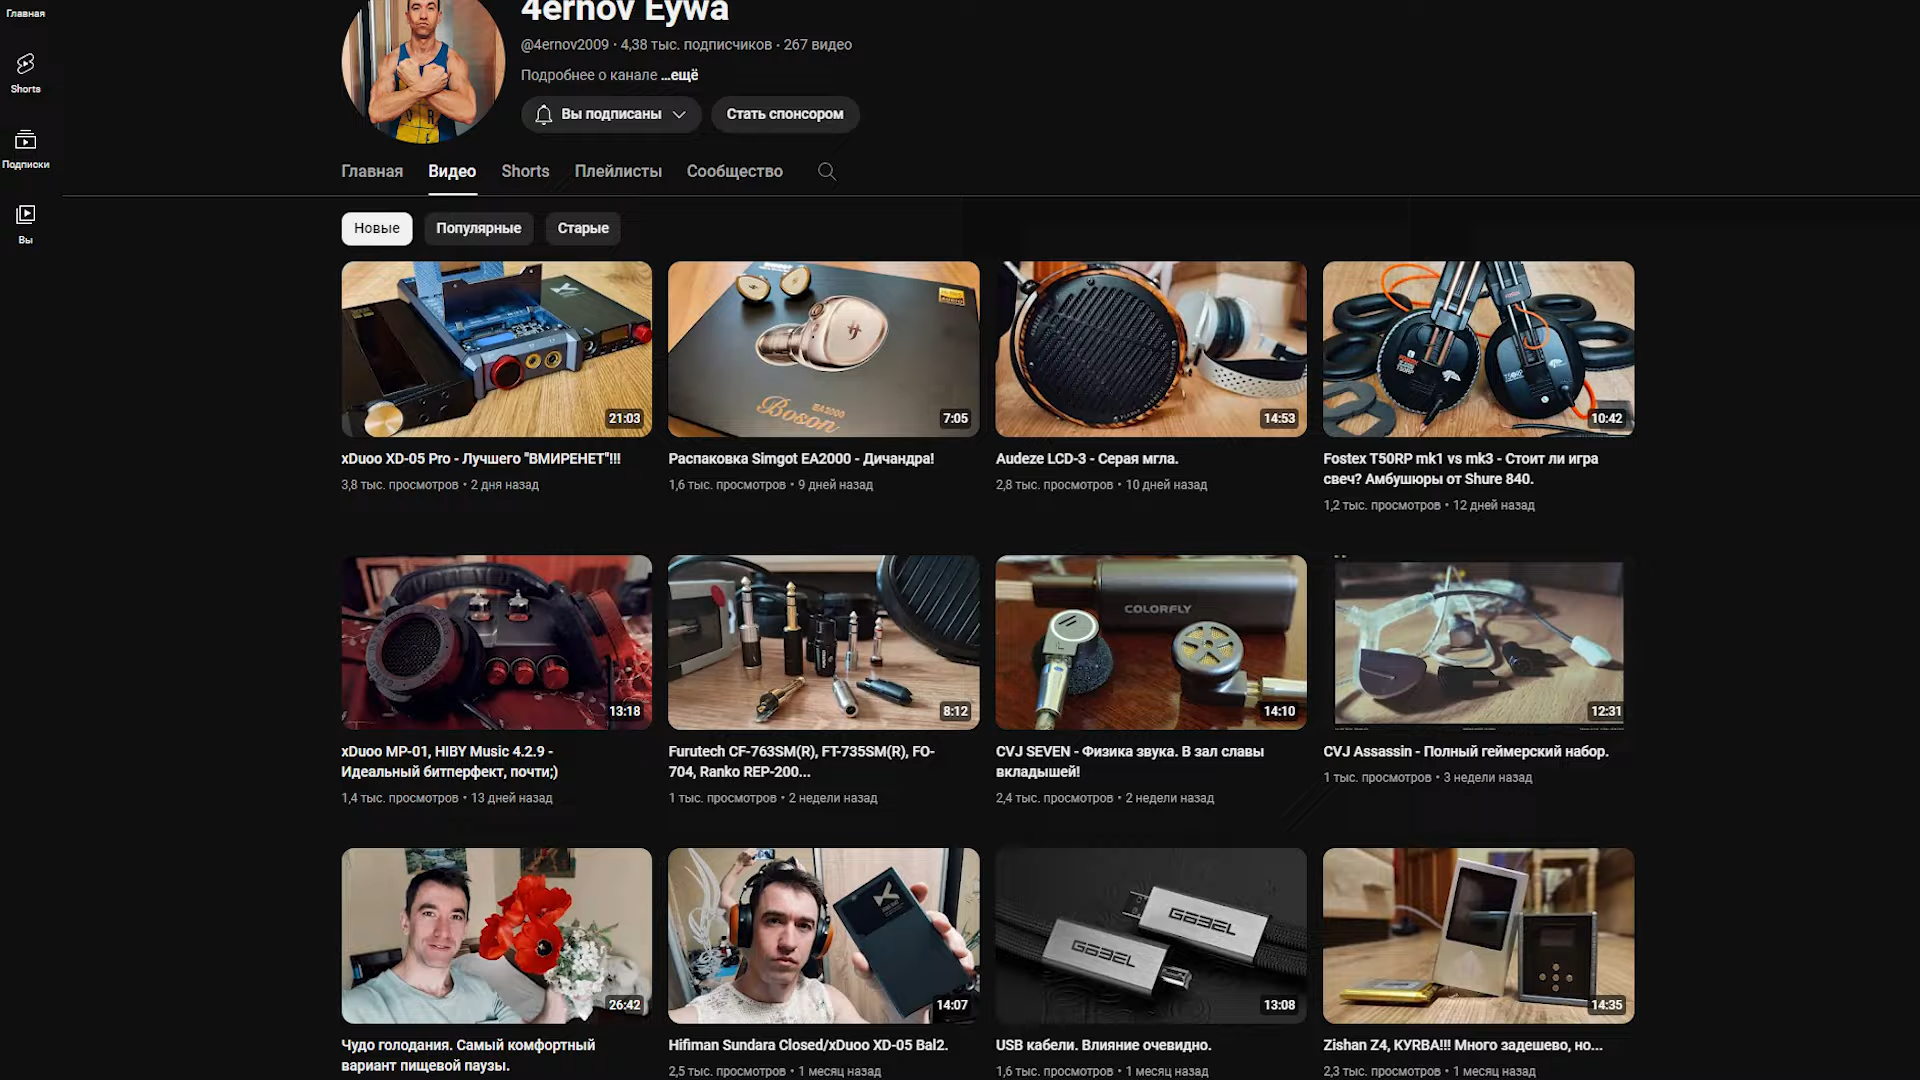 Главная
4ernov Eywa
@4ernov2009 · 4,38 тыс. подписчиков · 267 видео
Подробнее о канале ...ещё
Shorts
Вы подписаны
Стать спонсором
Подписки
Главная
Видео
Shorts
Плейлисты
Сообщество
Вы
Новые
Популярные
Старые
EA2000
Boson
FOSTEX
T50RP
T50RP
21:03
7:05
14:53
10:42
xDuoo XD-05 Pro - Лучшего "ВМИРЕНЕТ"!!!
Распаковка Simgot EA2000 - Дичандра!
Audeze LCD-3 - Серая мгла.
Fostex T50RP mk1 vs mk3 - Стоит ли игра
свеч? Амбушюры от Shure 840.
3,8 тыс. просмотров · 2 дня назад
1,6 тыс. просмотров · 9 дней назад
2,8 тыс. просмотров · 10 дней назад
1,2 тыс. просмотров · 12 дней назад
COLORFLY
L
13:18
8:12
14:10
12:31
xDuoo MP-01, HIBY Music 4.2.9 -
Идеальный битперфект, почти;)
Furutech CF-763SM(R), FT-735SM(R), FO-
704, Ranko REP-200...
CVJ SEVEN - Физика звука. В зал славы
вкладышей!
CVJ Assassin - Полный геймерский набор.
1,4 тыс. просмотров · 13 дней назад
1 тыс. просмотров · 2 недели назад
2,4 тыс. просмотров · 2 недели назад
1 тыс. просмотров · 3 недели назад
GÖBEL
GÖBEL
26:42
14:07
13:08
14:35
Чудо голодания. Самый комфортный
вариант пищевой паузы.
Hifiman Sundara Closed/xDuoo XD-05 Bal2.
USB кабели. Влияние очевидно.
Zishan Z4, КУRВА!!! Много задешево, но...
2,5 тыс. просмотров · 1 месяц назад
1,6 тыс. просмотров · 1 месяц назад
2,3 тыс. просмотров · 1 месяц назад